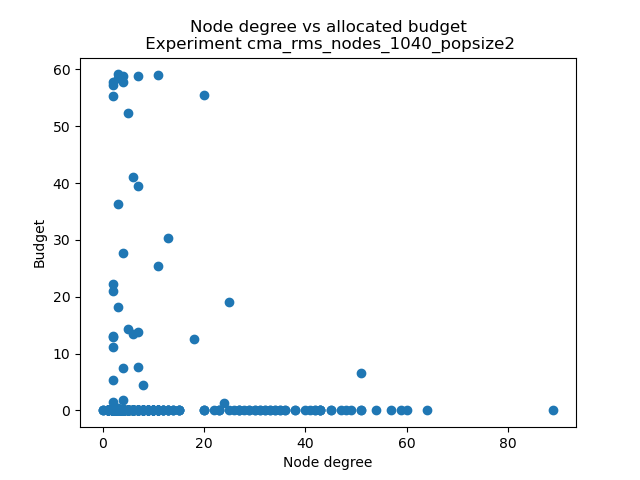 Node degree vs allocated budget
Experiment cma_rms_nodes_1040_popsize2
60
50
40
30
20
10
0
Budget
0 20 40 60 80
Node degree